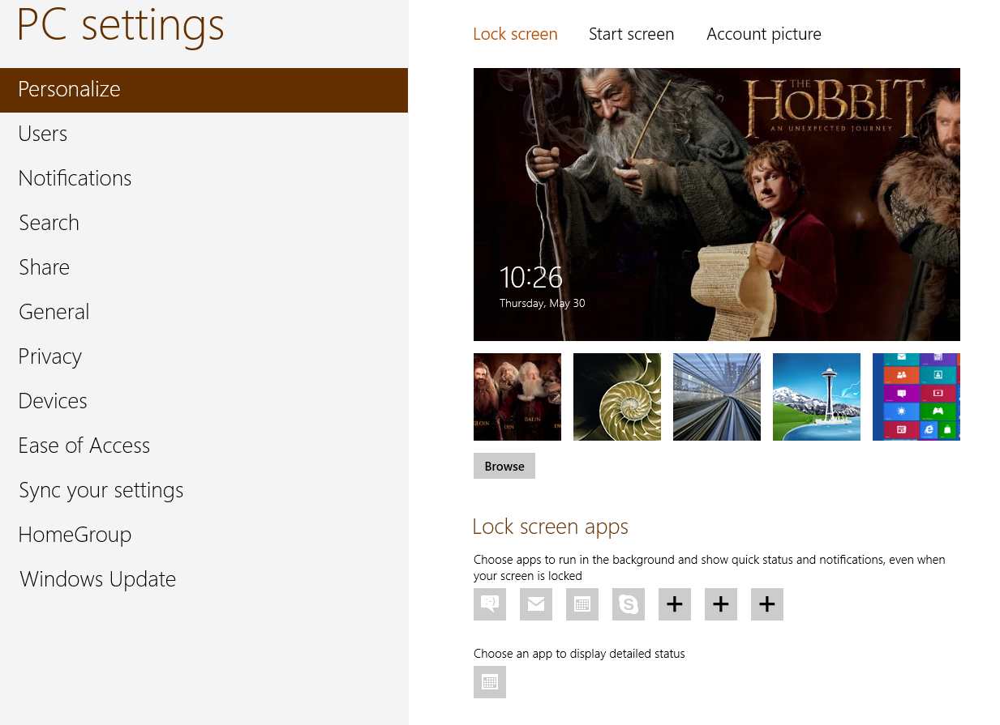 PC settings
Personalize
Users
Notifications
Search
Share
General
Privacy
Devices
Ease of Access
Sync your settings
HomeGroup
Windows Update
Lock screen
Start screen
Account picture
THE
HOBBIT
AN UNEXPECTED JOURNEY
10:26
Thursday, May 30
GLOIN
OIN
BALIN
Browse
Lock screen apps
Choose apps to run in the background and show quick status and notifications, even when
your screen is locked
Choose an app to display detailed status